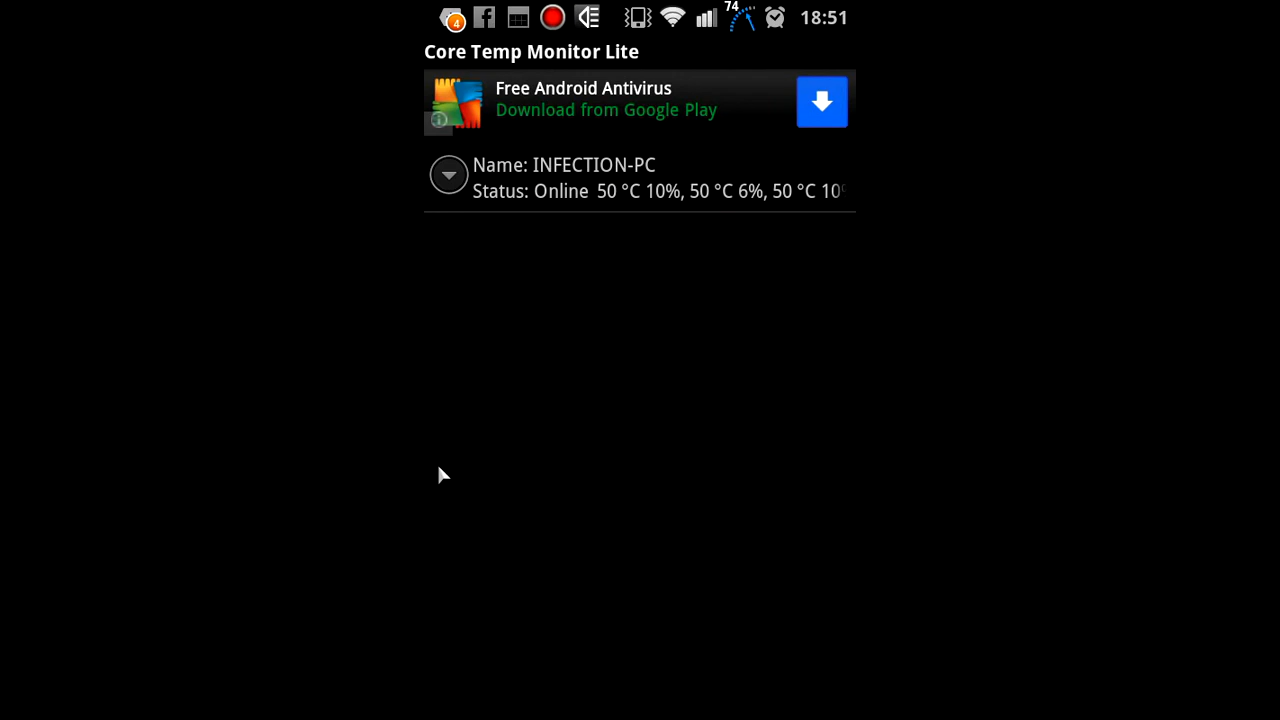 74
4
18:51
Core Temp Monitor Lite
Free Android Antivirus
Download from Google Play
Name: INFECTION-PC
Status: Online 50 °C 10%, 50 °C 6%, 50 °C 10